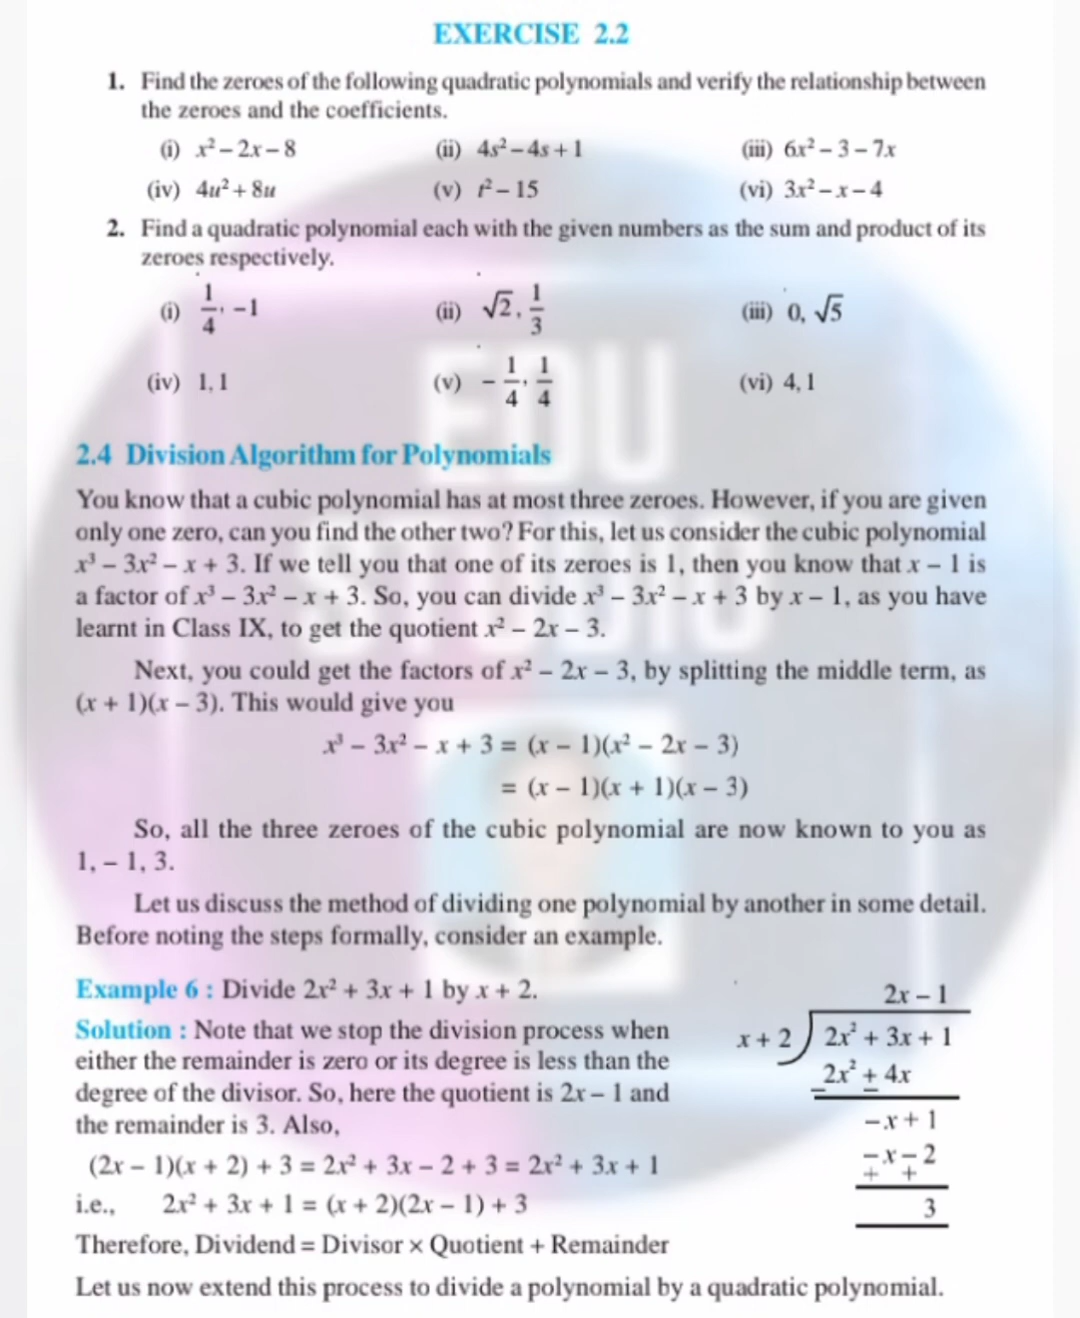 EXERCISE 2.2
1. Find the zeroes of the following quadratic polynomials and verify the relationship between
the zeroes and the coefficients.
(i) x² – 2x – 8 (ii) 4s² – 4s + 1 (iii) 6x² – 3 – 7x
(iv) 4u² + 8u (v) t² – 15 (vi) 3x² – x – 4
2. Find a quadratic polynomial each with the given numbers as the sum and product of its
zeroes respectively.
(i) 1/4, –1 (ii) √2, 1/3 (iii) 0, √5
(iv) 1, 1 (v) –1/4, 1/4 (vi) 4, 1
2.4 Division Algorithm for Polynomials
You know that a cubic polynomial has at most three zeroes. However, if you are given
only one zero, can you find the other two? For this, let us consider the cubic polynomial
x³ – 3x² – x + 3. If we tell you that one of its zeroes is 1, then you know that x – 1 is
a factor of x³ – 3x² – x + 3. So, you can divide x³ – 3x² – x + 3 by x – 1, as you have
learnt in Class IX, to get the quotient x² – 2x – 3.
Next, you could get the factors of x² – 2x – 3, by splitting the middle term, as
(x + 1)(x – 3). This would give you
x³ – 3x² – x + 3 = (x – 1)(x² – 2x – 3)
= (x – 1)(x + 1)(x – 3)
So, all the three zeroes of the cubic polynomial are now known to you as
1, – 1, 3.
Let us discuss the method of dividing one polynomial by another in some detail.
Before noting the steps formally, consider an example.
Example 6 : Divide 2x² + 3x + 1 by x + 2.
Solution : Note that we stop the division process when
either the remainder is zero or its degree is less than the
degree of the divisor. So, here the quotient is 2x – 1 and
the remainder is 3. Also,
(2x – 1)(x + 2) + 3 = 2x² + 3x – 2 + 3 = 2x² + 3x + 1
i.e., 2x² + 3x + 1 = (x + 2)(2x – 1) + 3
Therefore, Dividend = Divisor × Quotient + Remainder
2x – 1
x + 2 ) 2x² + 3x + 1
2x² + 4x
– –
–x + 1
–x – 2
+ +
3
Let us now extend this process to divide a polynomial by a quadratic polynomial.
EDU
STUDIO